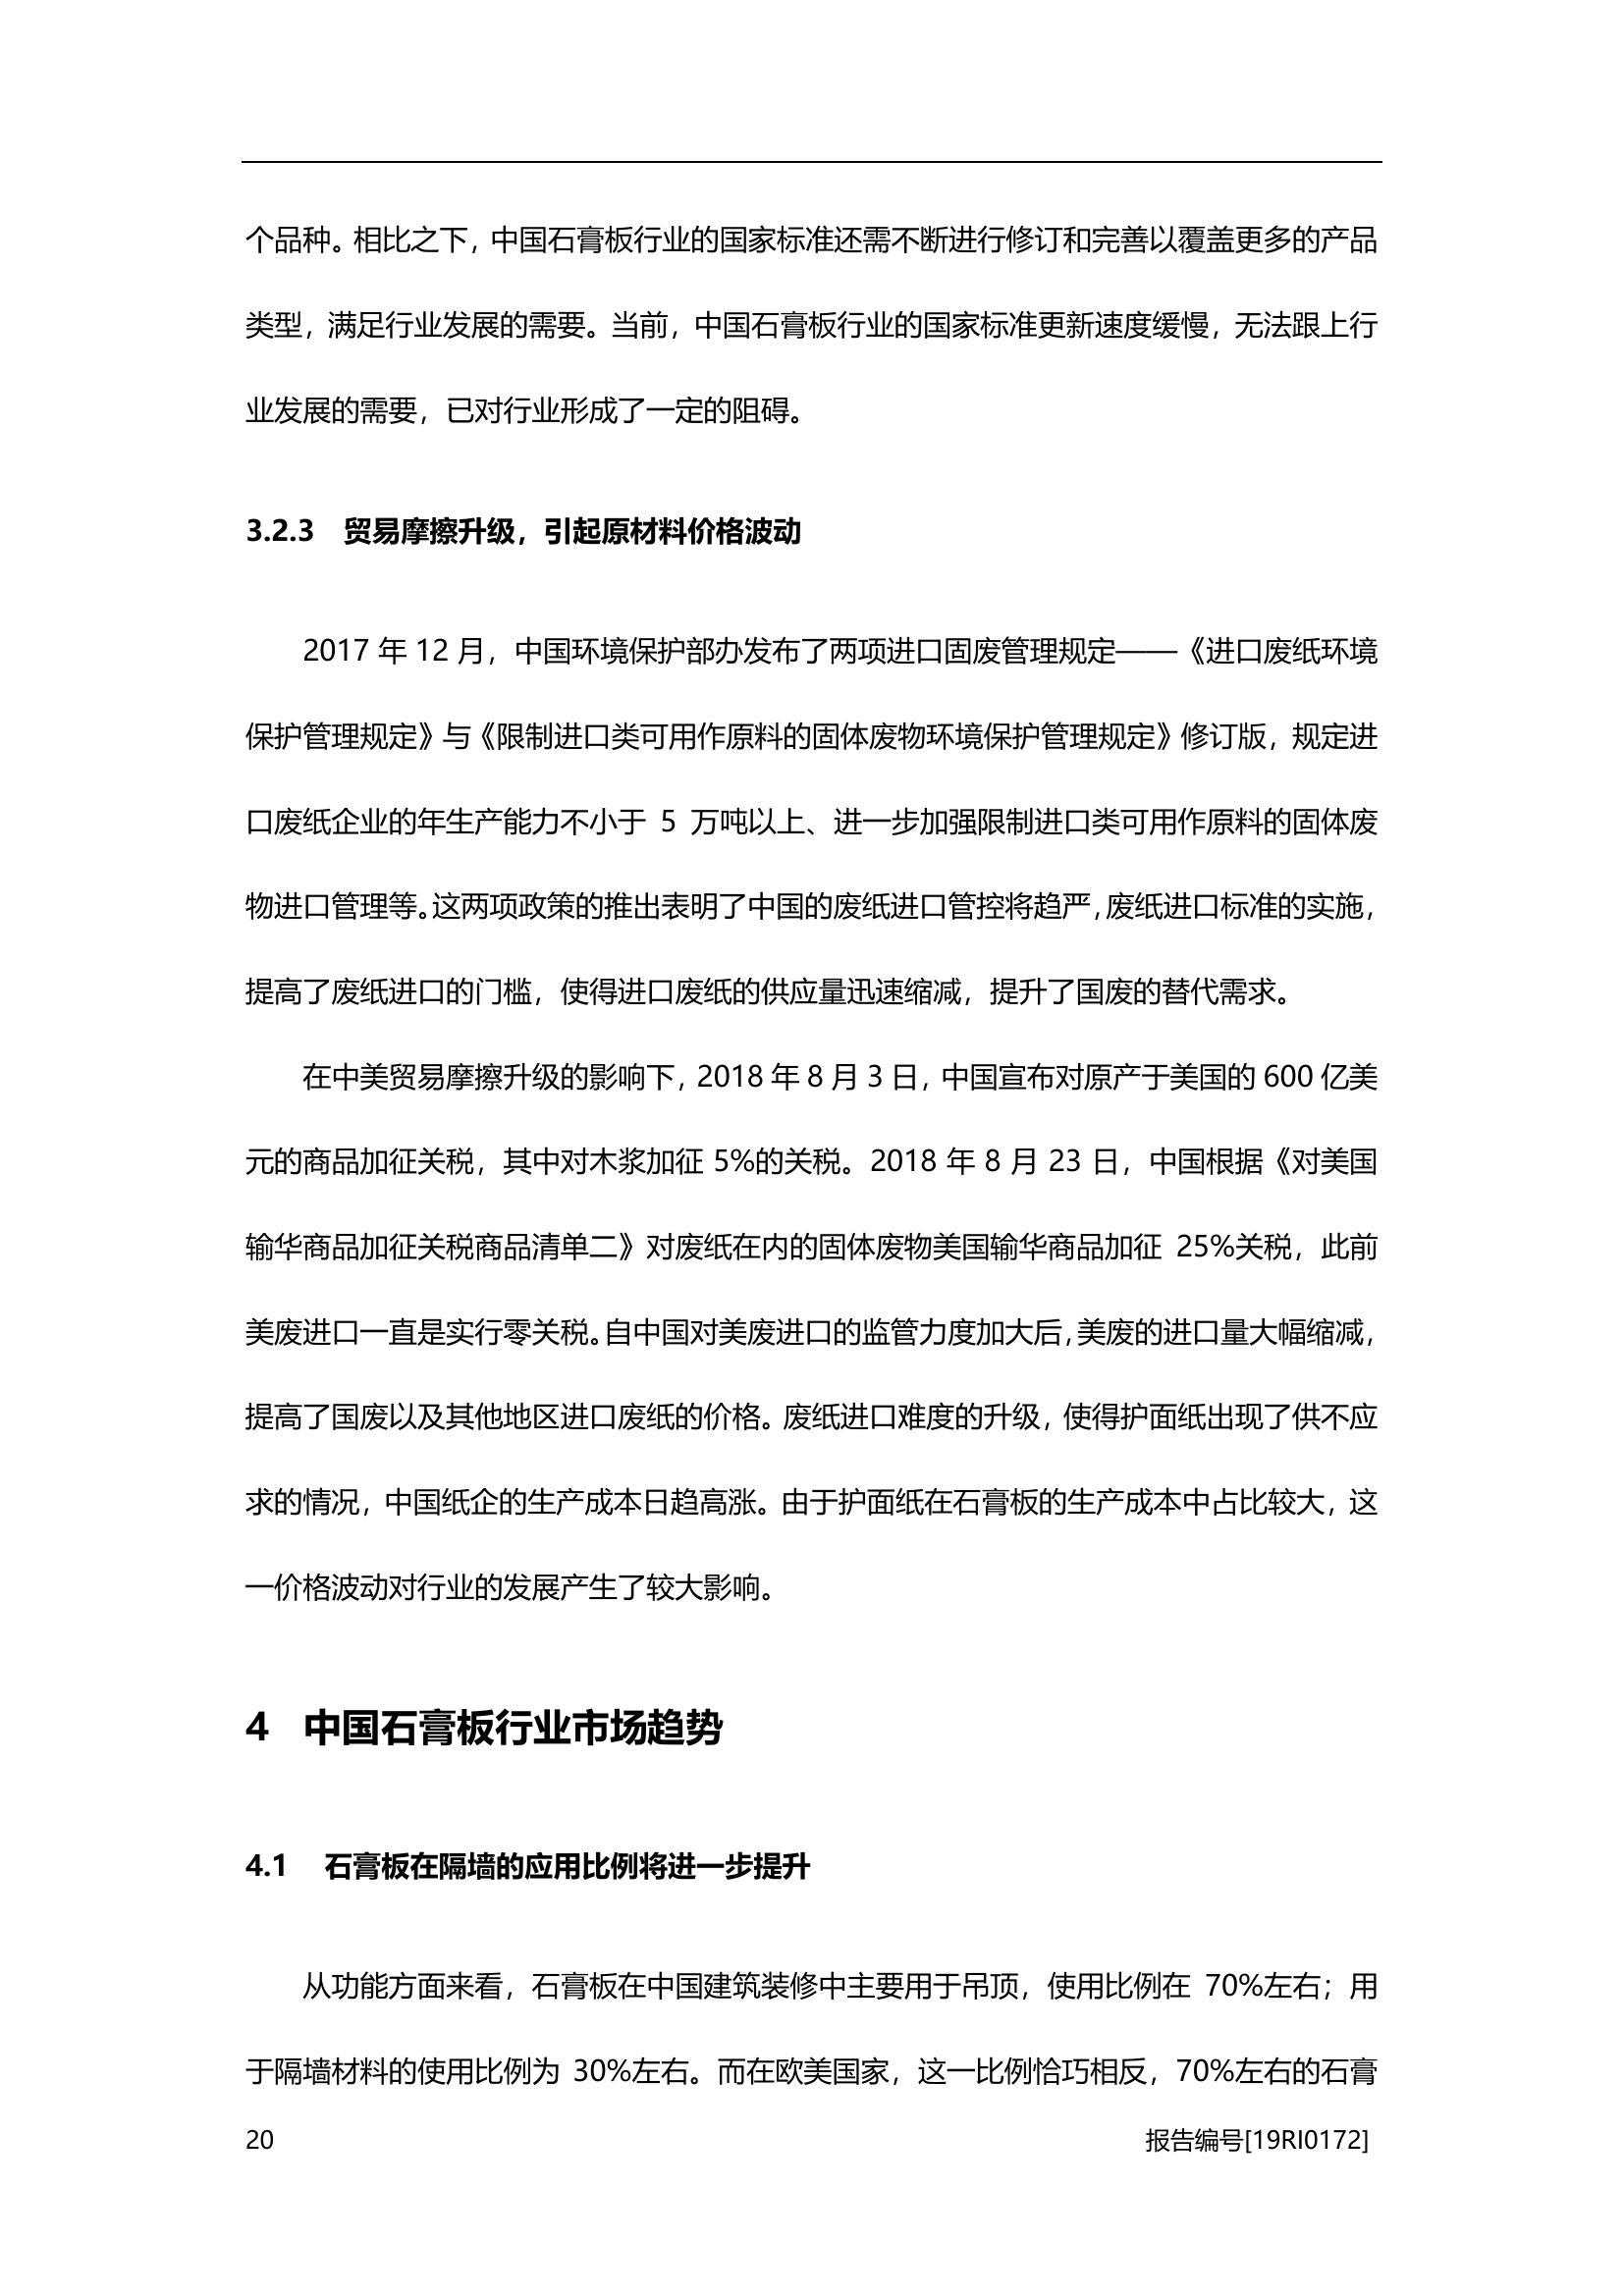 个品种。相比之下，中国石膏板行业的国家标准还需不断进行修订和完善以覆盖更多的产品
类型，满足行业发展的需要。当前，中国石膏板行业的国家标准更新速度缓慢，无法跟上行
业发展的需要，已对行业形成了一定的阻碍。
3.2.3 贸易摩擦升级，引起原材料价格波动
2017 年 12 月，中国环境保护部办发布了两项进口固废管理规定——《进口废纸环境
保护管理规定》与《限制进口类可用作原料的固体废物环境保护管理规定》修订版，规定进
口废纸企业的年生产能力不小于 5 万吨以上、进一步加强限制进口类可用作原料的固体废
物进口管理等。这两项政策的推出表明了中国的废纸进口管控将趋严，废纸进口标准的实施，
提高了废纸进口的门槛，使得进口废纸的供应量迅速缩减，提升了国废的替代需求。
在中美贸易摩擦升级的影响下，2018 年 8 月 3 日，中国宣布对原产于美国的 600 亿美
元的商品加征关税，其中对木浆加征 5%的关税。2018 年 8 月 23 日，中国根据《对美国
输华商品加征关税商品清单二》对废纸在内的固体废物美国输华商品加征 25%关税，此前
美废进口一直是实行零关税。自中国对美废进口的监管力度加大后，美废的进口量大幅缩减，
提高了国废以及其他地区进口废纸的价格。废纸进口难度的升级，使得护面纸出现了供不应
求的情况，中国纸企的生产成本日趋高涨。由于护面纸在石膏板的生产成本中占比较大，这
一价格波动对行业的发展产生了较大影响。
4 中国石膏板行业市场趋势
4.1 石膏板在隔墙的应用比例将进一步提升
从功能方面来看，石膏板在中国建筑装修中主要用于吊顶，使用比例在 70%左右；用
于隔墙材料的使用比例为 30%左右。而在欧美国家，这一比例恰巧相反，70%左右的石膏
20 报告编号[19RI0172]